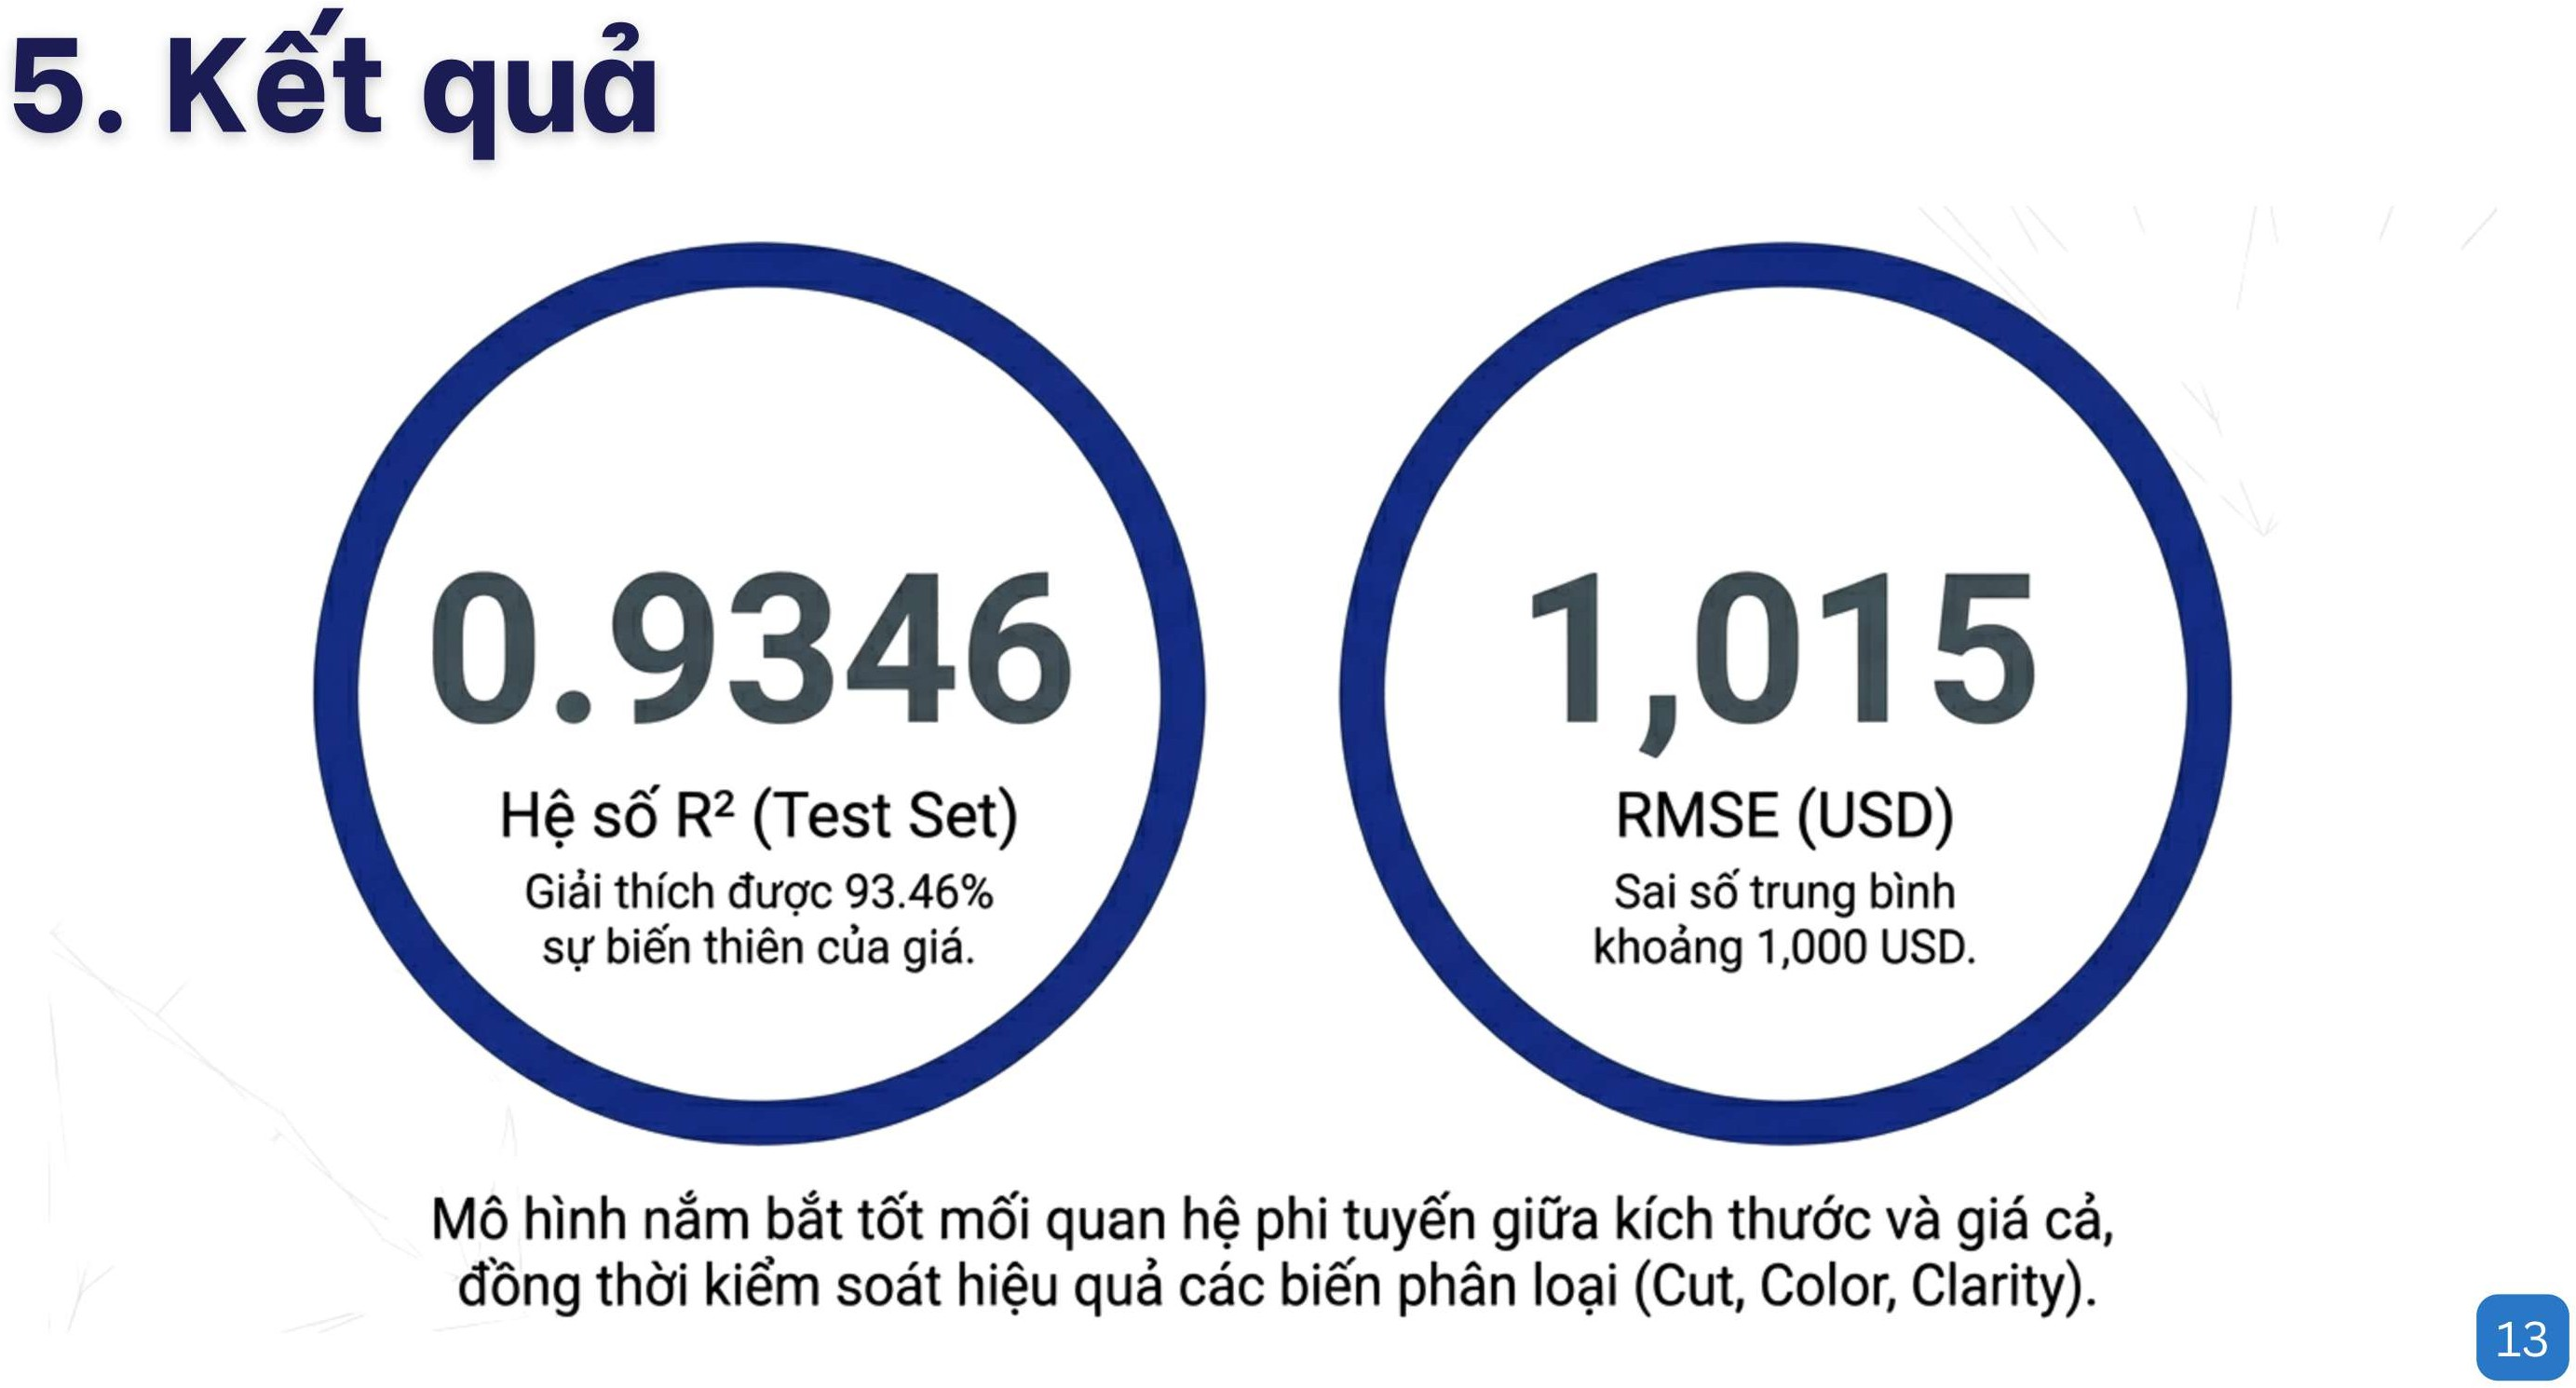 5. Kết quả
0.9346
Hệ số R² (Test Set)
Giải thích được 93.46%
sự biến thiên của giá.
1,015
RMSE (USD)
Sai số trung bình
khoảng 1,000 USD.
Mô hình nắm bắt tốt mối quan hệ phi tuyến giữa kích thước và giá cả,
đồng thời kiểm soát hiệu quả các biến phân loại (Cut, Color, Clarity).
13